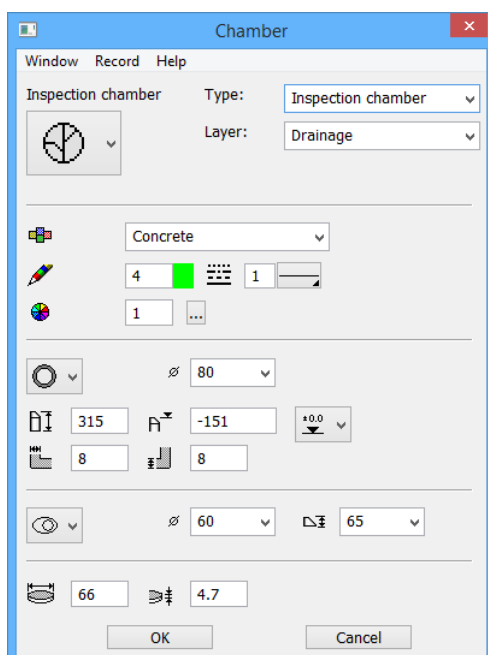 Chamber
Window Record Help
Inspection chamber Type: Inspection chamber
Layer: Drainage
Concrete
4 1
1 ...
⌀ 80
315 -151 ±0.0
8 8
⌀ 60 65
66 4.7
OK Cancel